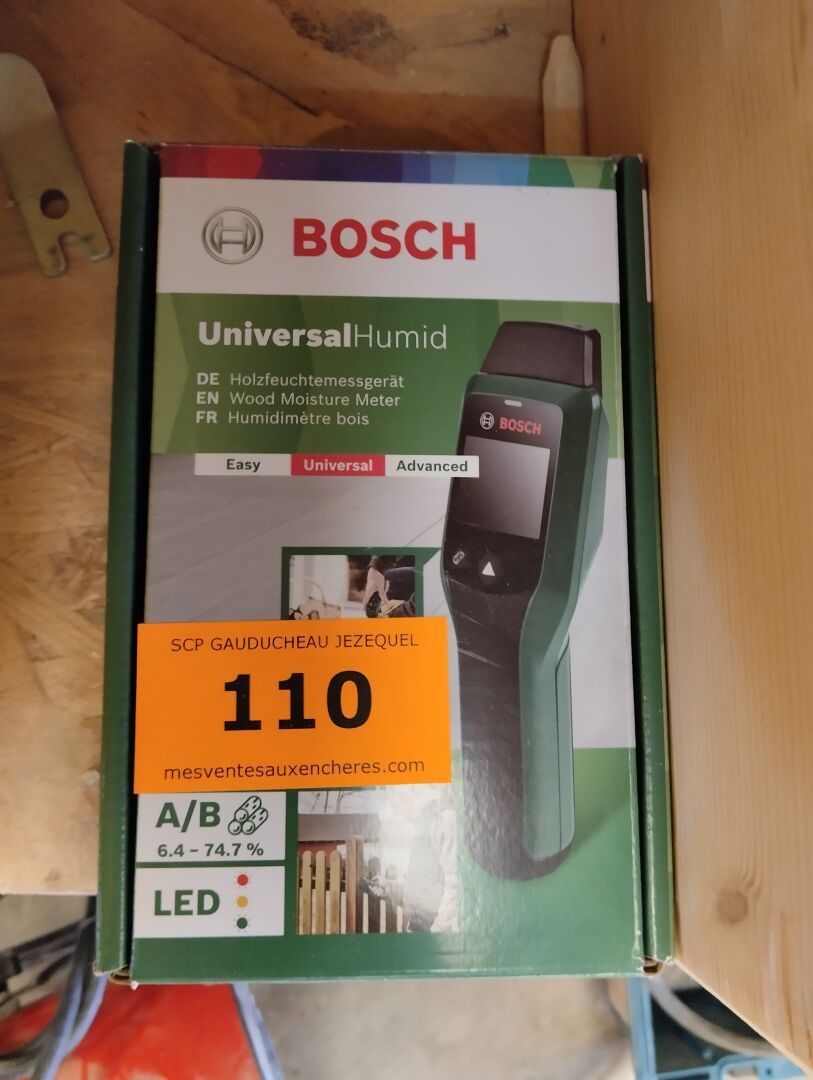 BOSCH
UniversalHumid
DE Holzfeuchtemessgerät
EN Wood Moisture Meter
FR Humidimètre bois
Easy Universal Advanced
BOSCH
SCP GAUDUCHEAU JEZEQUEL
110
mesventesauxencheres.com
A/B
6.4 – 74.7 %
LED